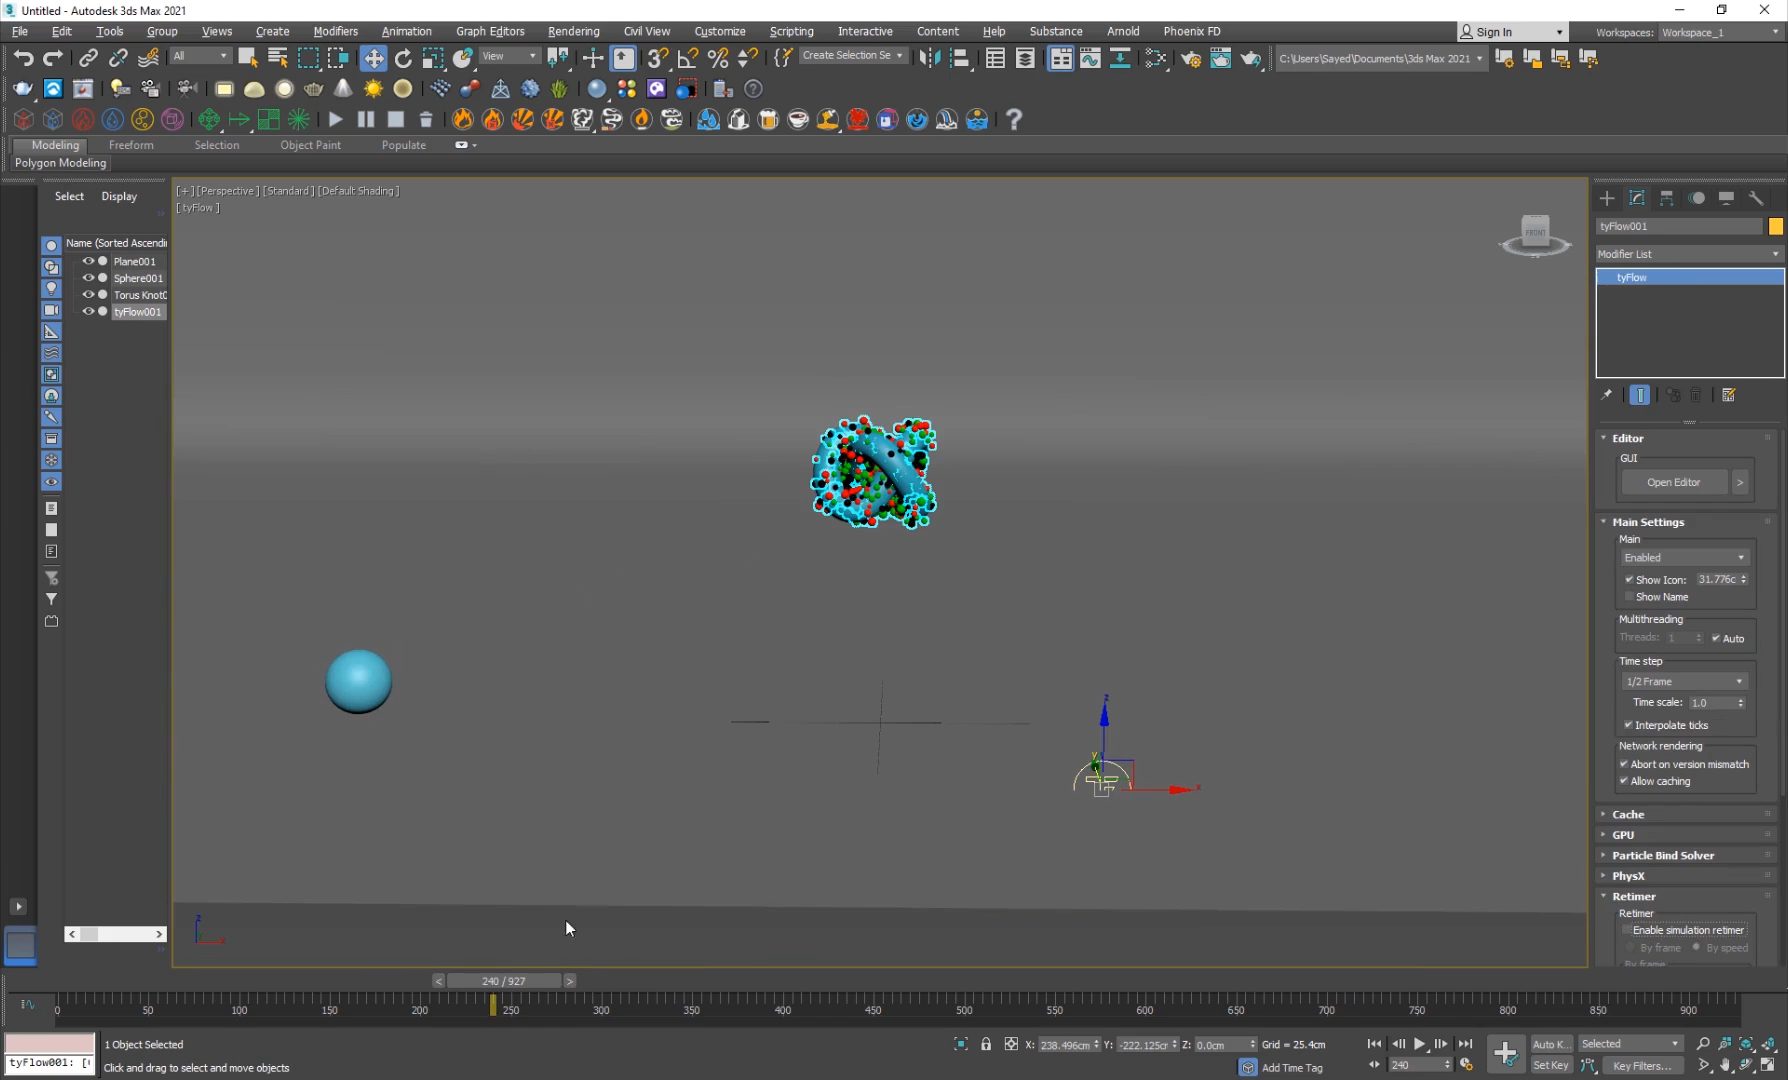 Untitled - Autodesk 3ds Max 2021
File Edit Tools Group Views Create Modifiers Animation Graph Editors Rendering Civil View Customize Scripting Interactive Content Help Substance Arnold Phoenix FD Sign In Workspaces: Workspace_1
All View Create Selection Se C:\Users\Sayed\Documents\3ds Max 2021
Modeling Freeform Selection Object Paint Populate
Polygon Modeling
Select Display
[+] [Perspective] [Standard] [Default Shading]
[tyFlow]
FRONT
Name (Sorted Ascendi
Plane001
Sphere001
Torus Knot0
tyFlow001
tyFlow001
Modifier List
tyFlow
Editor
GUI
Open Editor >
Main Settings
Main
Enabled
Show Icon: 31.776c
Show Name
Multithreading
Threads: 1 Auto
Time step
1/2 Frame
Time scale: 1.0
Interpolate ticks
Network rendering
Abort on version mismatch
Allow caching
Cache
GPU
Particle Bind Solver
PhysX
Retimer
Retimer
Enable simulation retimer
By frame By speed
By frame
z
y
x
z
x
< 240 / 927 >
0 50 100 150 200 250 300 350 400 450 500 550 600 650 700 750 800 850 900
1 Object Selected
X: 238.496cm Y: -222.125cr Z: 0.0cm Grid = 25.4cm
Auto K... Selected
tyFlow001: [
Click and drag to select and move objects
Add Time Tag
240
Set Key Key Filters...